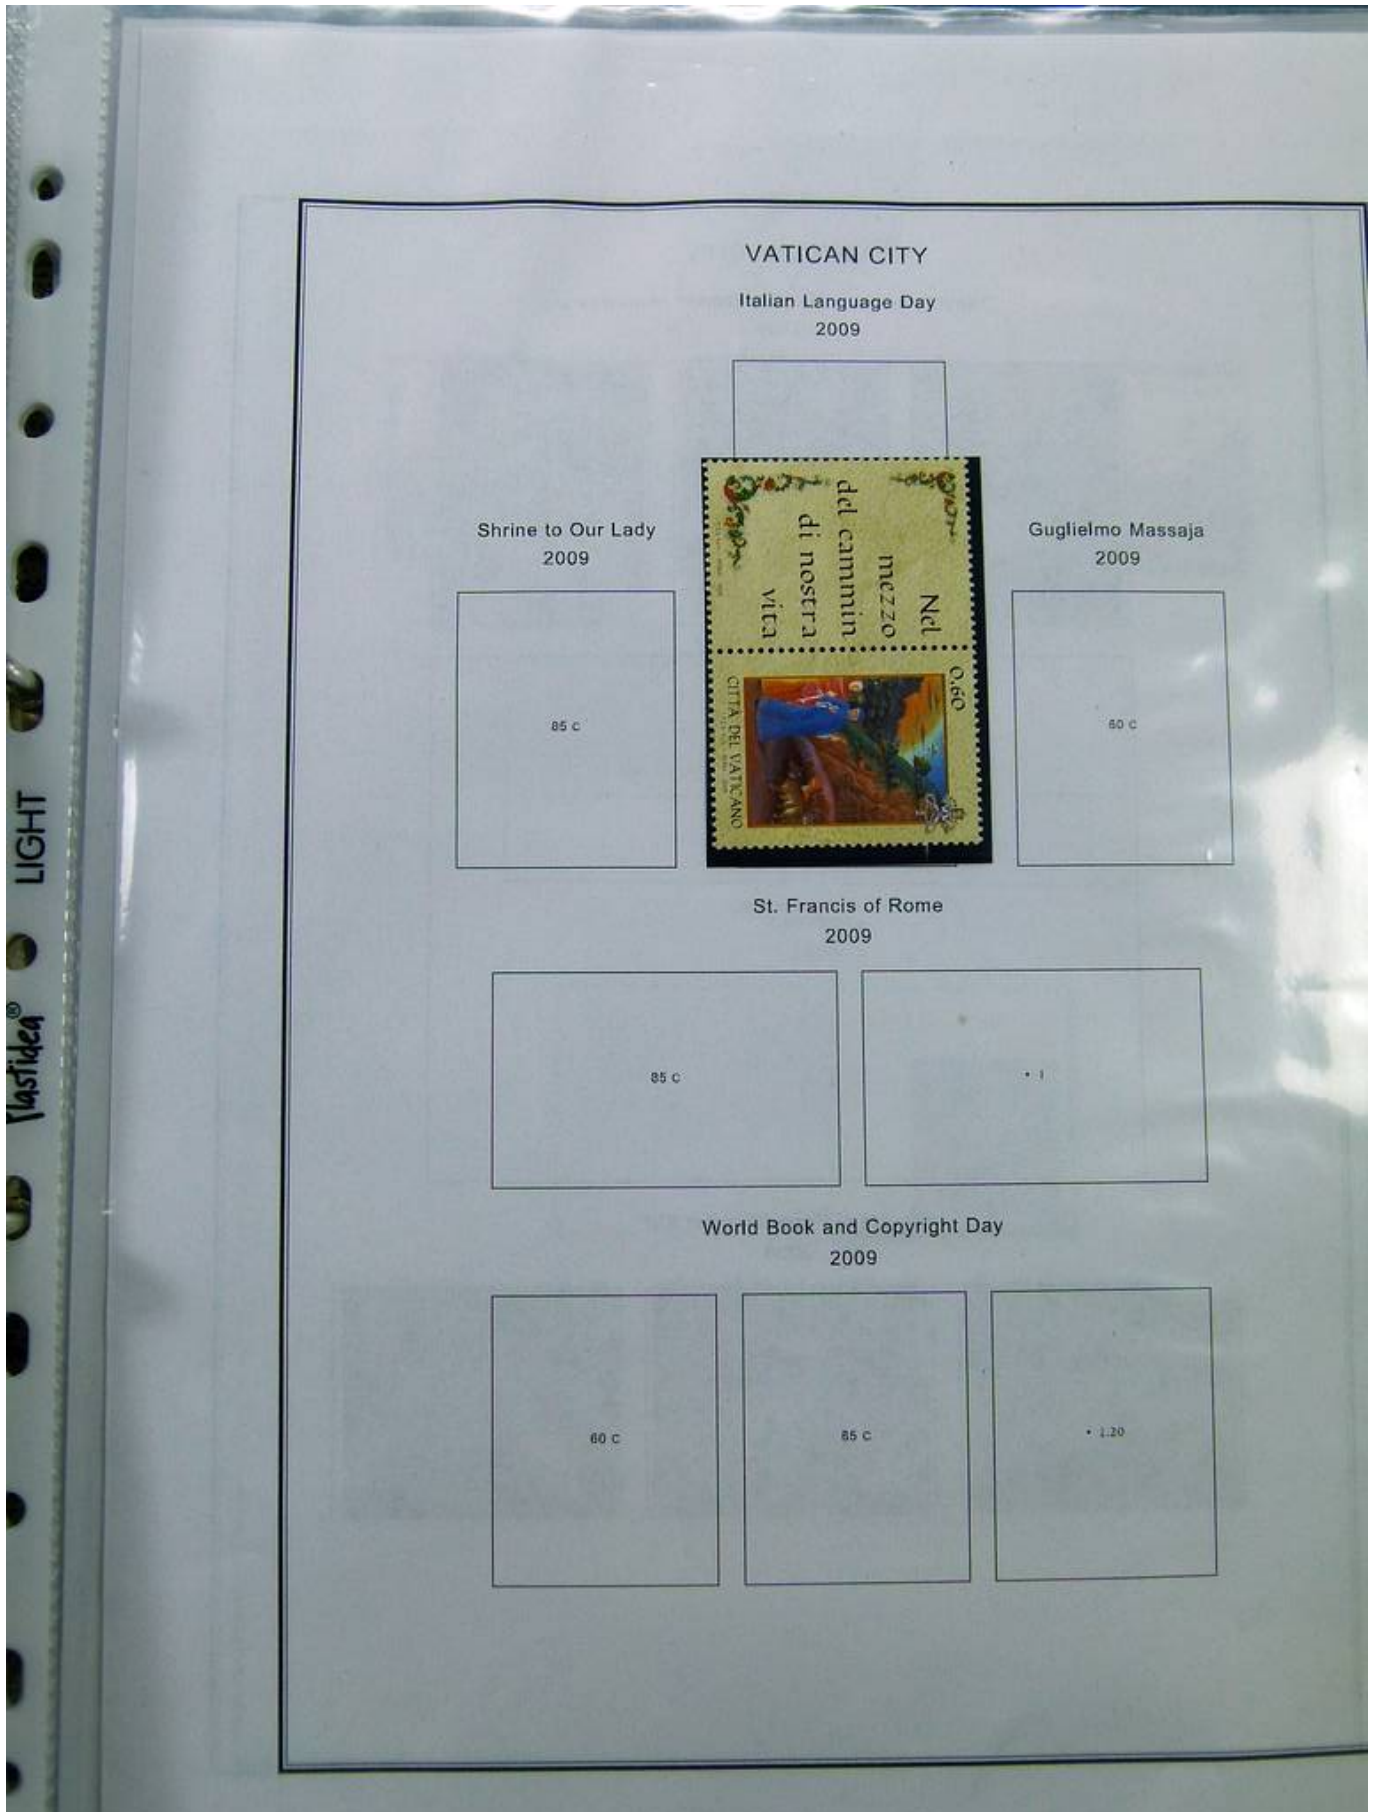 VATICAN CITY
Italian Language Day
2009
Nel
mezzo
del cammin
di nostra
vita
0.60
CITTÀ DEL VATICANO
Shrine to Our Lady
2009
85 C
Guglielmo Massaja
2009
60 C
St. Francis of Rome
2009
85 C
• 1
World Book and Copyright Day
2009
60 C
85 C
• 1.20
LIGHT
Plastidea®